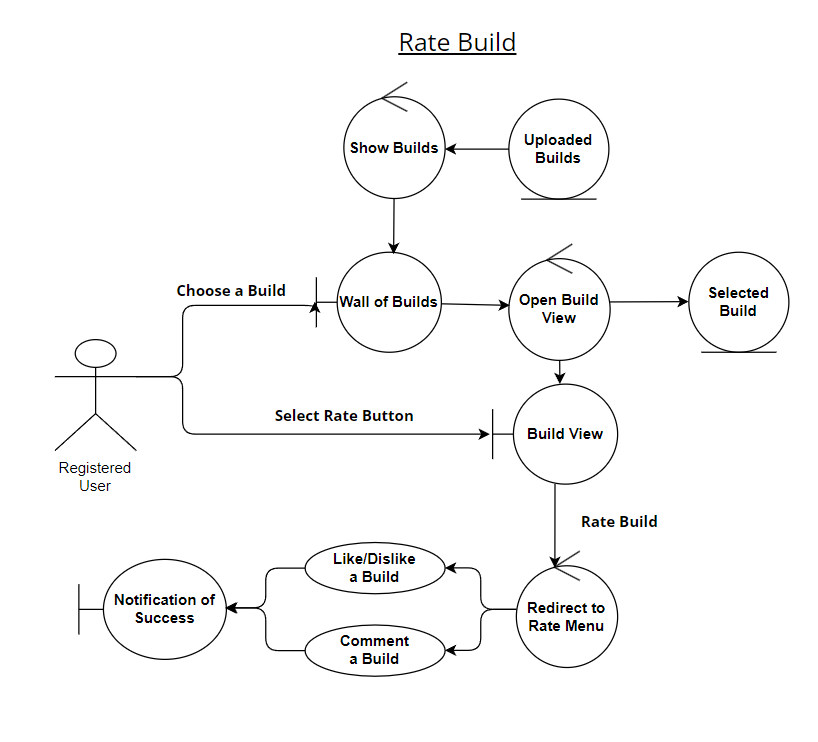 Rate Build
Show Builds
Uploaded
Builds
Choose a Build
Wall of Builds
Open Build
View
Selected
Build
Select Rate Button
Build View
Registered
User
Rate Build
Like/Dislike
a Build
Notification of
Success
Redirect to
Rate Menu
Comment
a Build